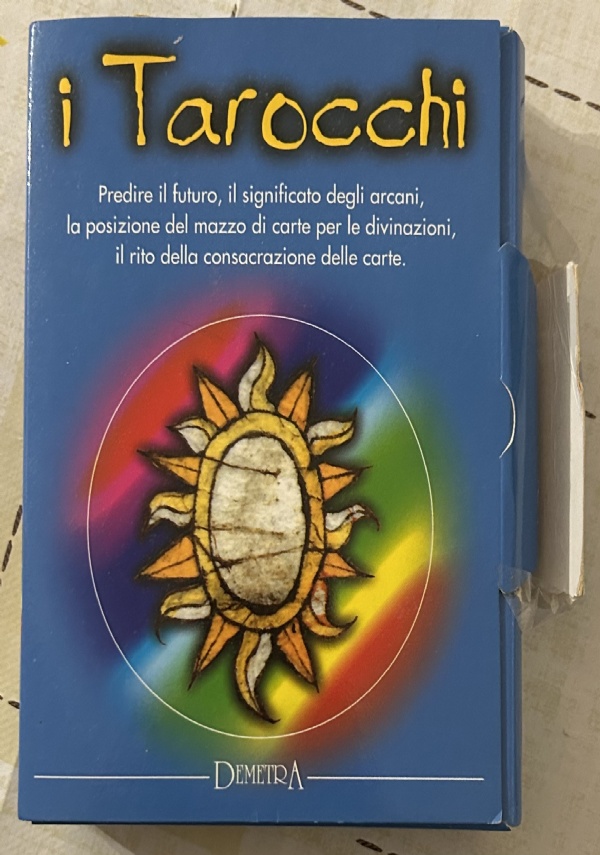 i Tarocchi
Predire il futuro, il significato degli arcani,
la posizione del mazzo di carte per le divinazioni,
il rito della consacrazione delle carte.
DEMETRA